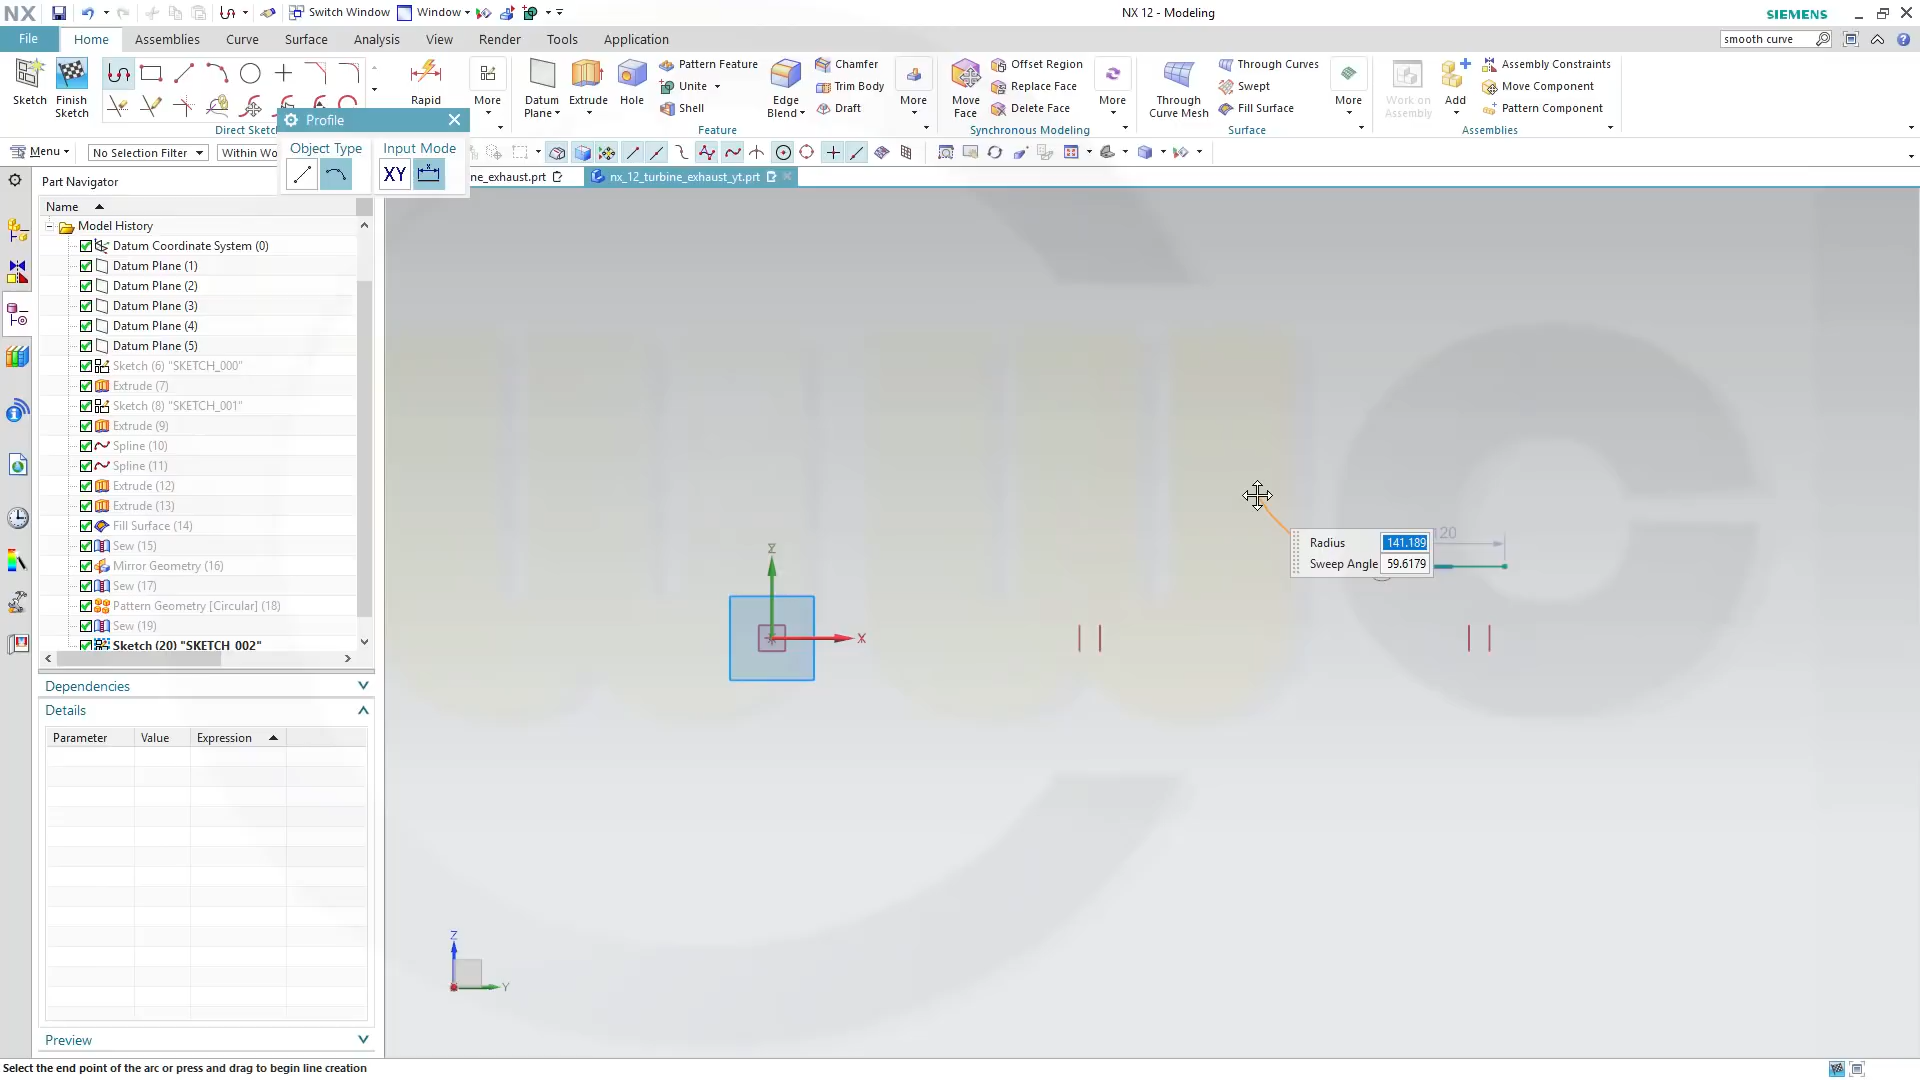 NX
Switch Window
Window
NX 12 - Modeling
SIEMENS
File
Home
Assemblies
Curve
Surface
Analysis
View
Render
Tools
Application
smooth curve
Sketch
Finish Sketch
Rapid
More
Datum Plane
Extrude
Hole
Pattern Feature
Unite
Shell
Edge Blend
Chamfer
Trim Body
Draft
More
Move Face
Offset Region
Replace Face
Delete Face
More
Through Curve Mesh
Through Curves
Swept
Fill Surface
More
Work on Assembly
Add
Assembly Constraints
Move Component
Pattern Component
Direct Sketc
Feature
Synchronous Modeling
Surface
Assemblies
Profile
Object Type
Input Mode
XY
Menu
No Selection Filter
Within Wo
ne_exhaust.prt
nx_12_turbine_exhaust_yt.prt
Part Navigator
Name
Model History
Datum Coordinate System (0)
Datum Plane (1)
Datum Plane (2)
Datum Plane (3)
Datum Plane (4)
Datum Plane (5)
Sketch (6) "SKETCH_000"
Extrude (7)
Sketch (8) "SKETCH_001"
Extrude (9)
Spline (10)
Spline (11)
Extrude (12)
Extrude (13)
Fill Surface (14)
Sew (15)
Mirror Geometry (16)
Sew (17)
Pattern Geometry [Circular] (18)
Sew (19)
Sketch (20) "SKETCH_002"
Dependencies
Details
Parameter
Value
Expression
Preview
Radius 141.189
Sweep Angle 59.6179
120
Z
X
Z
Y
Select the end point of the arc or press and drag to begin line creation